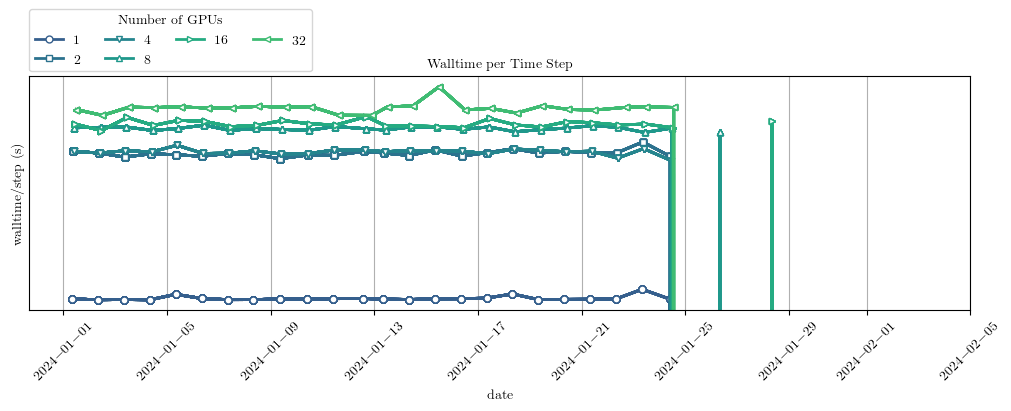 Number of GPUs
1 4 16 32
2 8
Walltime per Time Step
walltime/step (s)
2024−01−01 2024−01−05 2024−01−09 2024−01−13 2024−01−17 2024−01−21 2024−01−25 2024−01−29 2024−02−01 2024−02−05
date